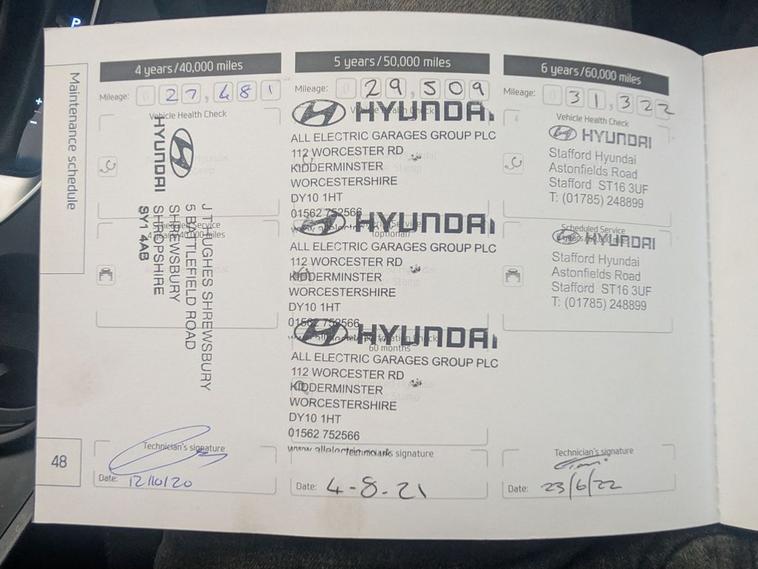 P
Maintenance schedule
48
4 years/40,000 miles
Mileage: 0 27,481
Vehicle Health Check
HYUNDAI
J T HUGHES SHREWSBURY
5 BATTLEFIELD ROAD
SHREWSBURY
SHROPSHIRE
SY1 4AB
Technician's signature
Date: 12/10/20
5 years/50,000 miles
Mileage: 0 29,509
HYUNDAI
ALL ELECTRIC GARAGES GROUP PLC
112 WORCESTER RD
KIDDERMINSTER
WORCESTERSHIRE
DY10 1HT
01562 752566
HYUNDAI
ALL ELECTRIC GARAGES GROUP PLC
112 WORCESTER RD
KIDDERMINSTER
WORCESTERSHIRE
DY10 1HT
01562 752566
HYUNDAI
60 months
ALL ELECTRIC GARAGES GROUP PLC
112 WORCESTER RD
KIDDERMINSTER
WORCESTERSHIRE
DY10 1HT
01562 752566
signature
Date: 4-8-21
6 years/60,000 miles
Mileage: 0 31,322
Vehicle Health Check
HYUNDAI
Stafford Hyundai
Astonfields Road
Stafford ST16 3UF
T: (01785) 248899
Scheduled Service
HYUNDAI
Stafford Hyundai
Astonfields Road
Stafford ST16 3UF
T: (01785) 248899
Technician's signature
Date: 23/6/22